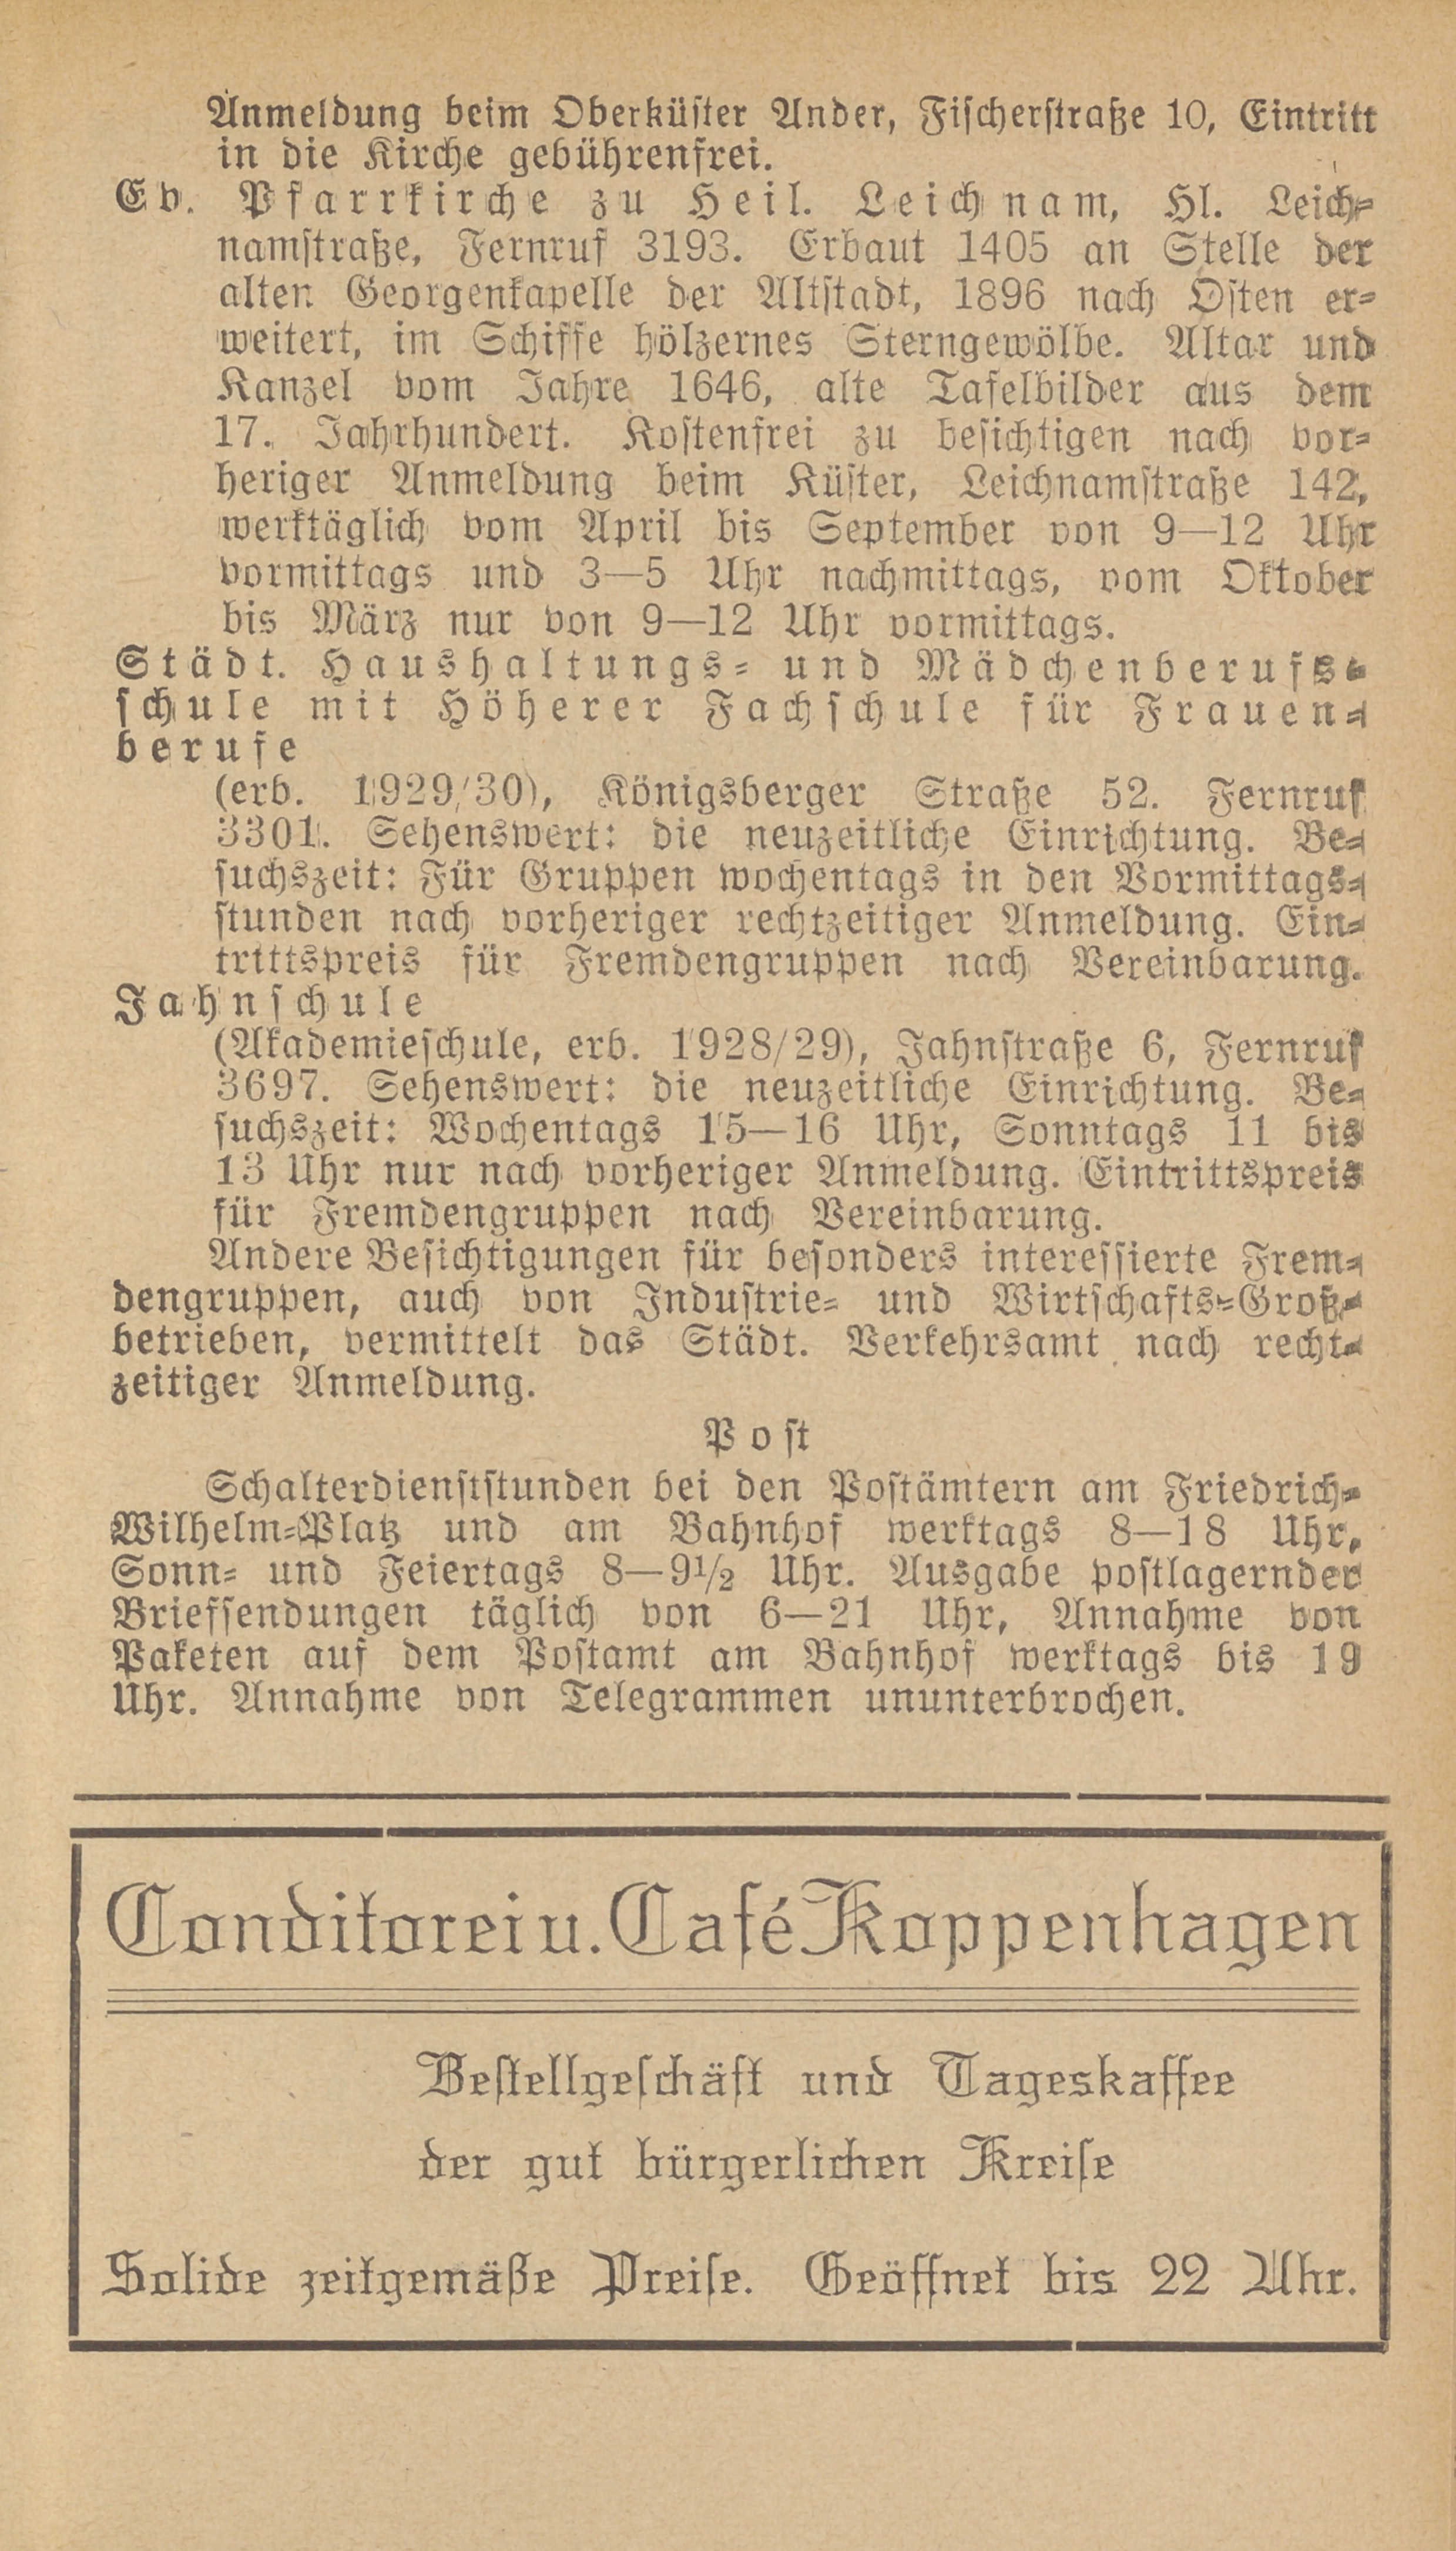 Anmeldung beim Oberküster Ander, Fischerstraße 10, Eintritt
in die Kirche gebührenfrei.
Ev. Pfarrkirche zu Heil. Leichnam, Hl. Leich-
namstraße, Fernruf 3193. Erbaut 1405 an Stelle der
alten Georgenkapelle der Altstadt, 1896 nach Osten er-
weitert, im Schiffe hölzernes Sterngewölbe. Altar und
Kanzel vom Jahre 1646, alte Tafelbilder aus dem
17. Jahrhundert. Kostenfrei zu besichtigen nach vor-
heriger Anmeldung beim Küster, Leichnamstraße 142,
werktäglich vom April bis September von 9—12 Uhr
vormittags und 3—5 Uhr nachmittags, vom Oktober
bis März nur von 9—12 Uhr vormittags.
Städt. Haushaltungs- und Mädchenberufs-
schule mit Höherer Fachschule für Frauen-
berufe
(erb. 1929/30), Königsberger Straße 52. Fernruf
3301. Sehenswert: die neuzeitliche Einrichtung. Be-
suchszeit: Für Gruppen wochentags in den Vormittags-
stunden nach vorheriger rechtzeitiger Anmeldung. Ein-
trittspreis für Fremdengruppen nach Vereinbarung.
Jahnschule
(Akademieschule, erb. 1928/29), Jahnstraße 6, Fernruf
3697. Sehenswert: die neuzeitliche Einrichtung. Be-
suchszeit: Wochentags 15—16 Uhr, Sonntags 11 bis
13 Uhr nur nach vorheriger Anmeldung. Eintrittspreis
für Fremdengruppen nach Vereinbarung.
Andere Besichtigungen für besonders interessierte Frem-
dengruppen, auch von Industrie- und Wirtschafts-Groß-
betrieben, vermittelt das Städt. Verkehrsamt nach recht-
zeitiger Anmeldung.
Post
Schalterdienststunden bei den Postämtern am Friedrich-
Wilhelm-Platz und am Bahnhof werktags 8—18 Uhr,
Sonn- und Feiertags 8—9½ Uhr. Ausgabe postlagernder
Briefsendungen täglich von 6—21 Uhr, Annahme von
Paketen auf dem Postamt am Bahnhof werktags bis 19
Uhr. Annahme von Telegrammen ununterbrochen.
Conditorei u. Café Koppenhagen
Bestellgeschäft und Tageskaffee
der gut bürgerlichen Kreise
Solide zeitgemäße Preise. Geöffnet bis 22 Uhr.